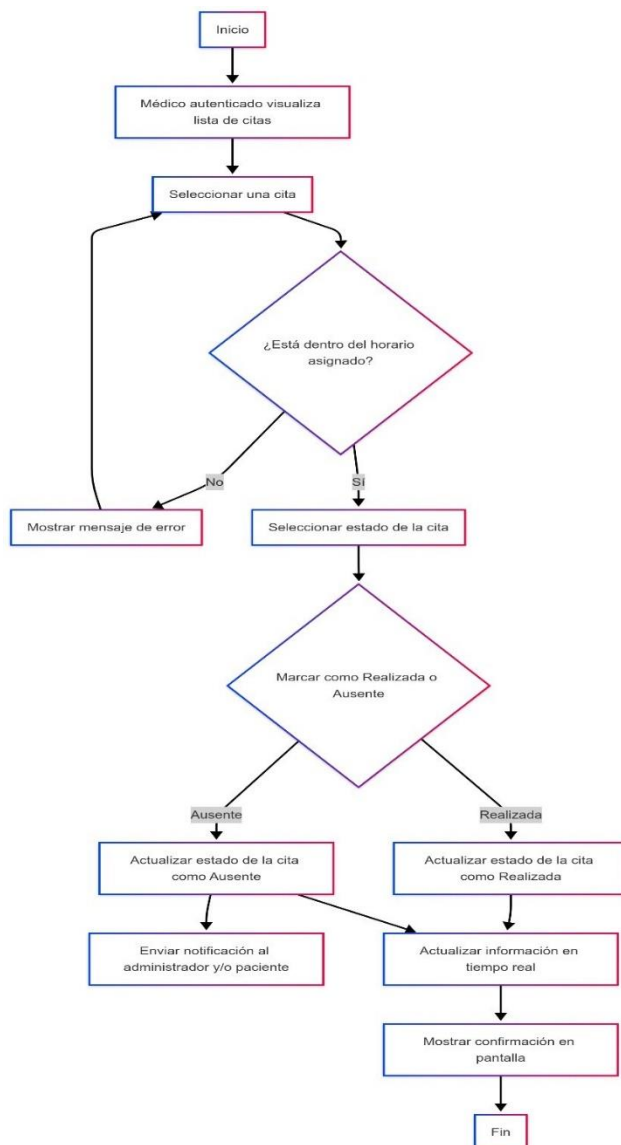 Inicio
Médico autenticado visualiza
lista de citas
Seleccionar una cita
¿Está dentro del horario
asignado?
No
Sí
Mostrar mensaje de error
Seleccionar estado de la cita
Marcar como Realizada o
Ausente
Ausente
Realizada
Actualizar estado de la cita
como Ausente
Actualizar estado de la cita
como Realizada
Enviar notificación al
administrador y/o paciente
Actualizar información en
tiempo real
Mostrar confirmación en
pantalla
Fin